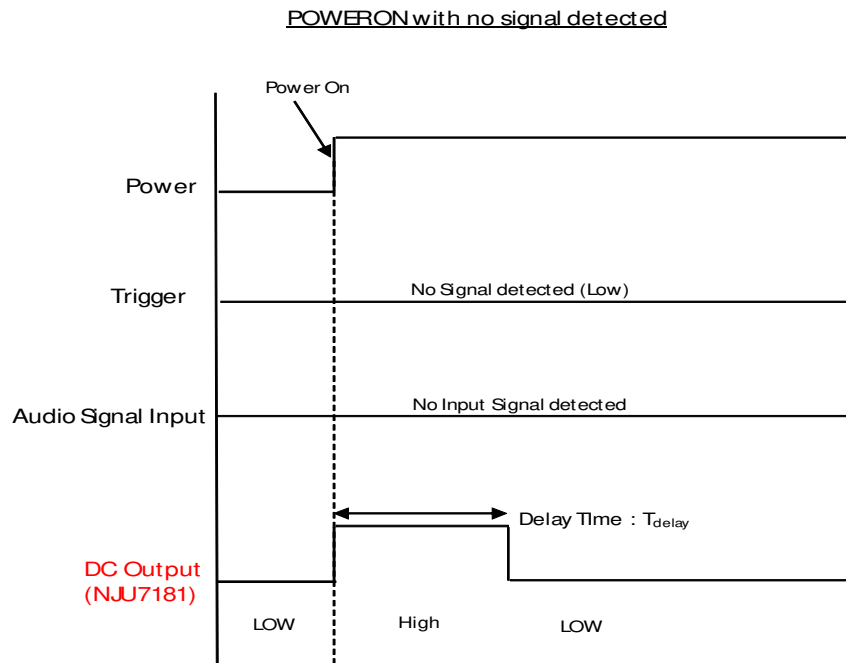 POWERON with no signal detected
Power On
Power
Trigger
No Signal detected (Low)
Audio Signal Input
No Input Signal detected
Delay TIme : Tdelay
DC Output
(NJU7181)
LOW
High
LOW